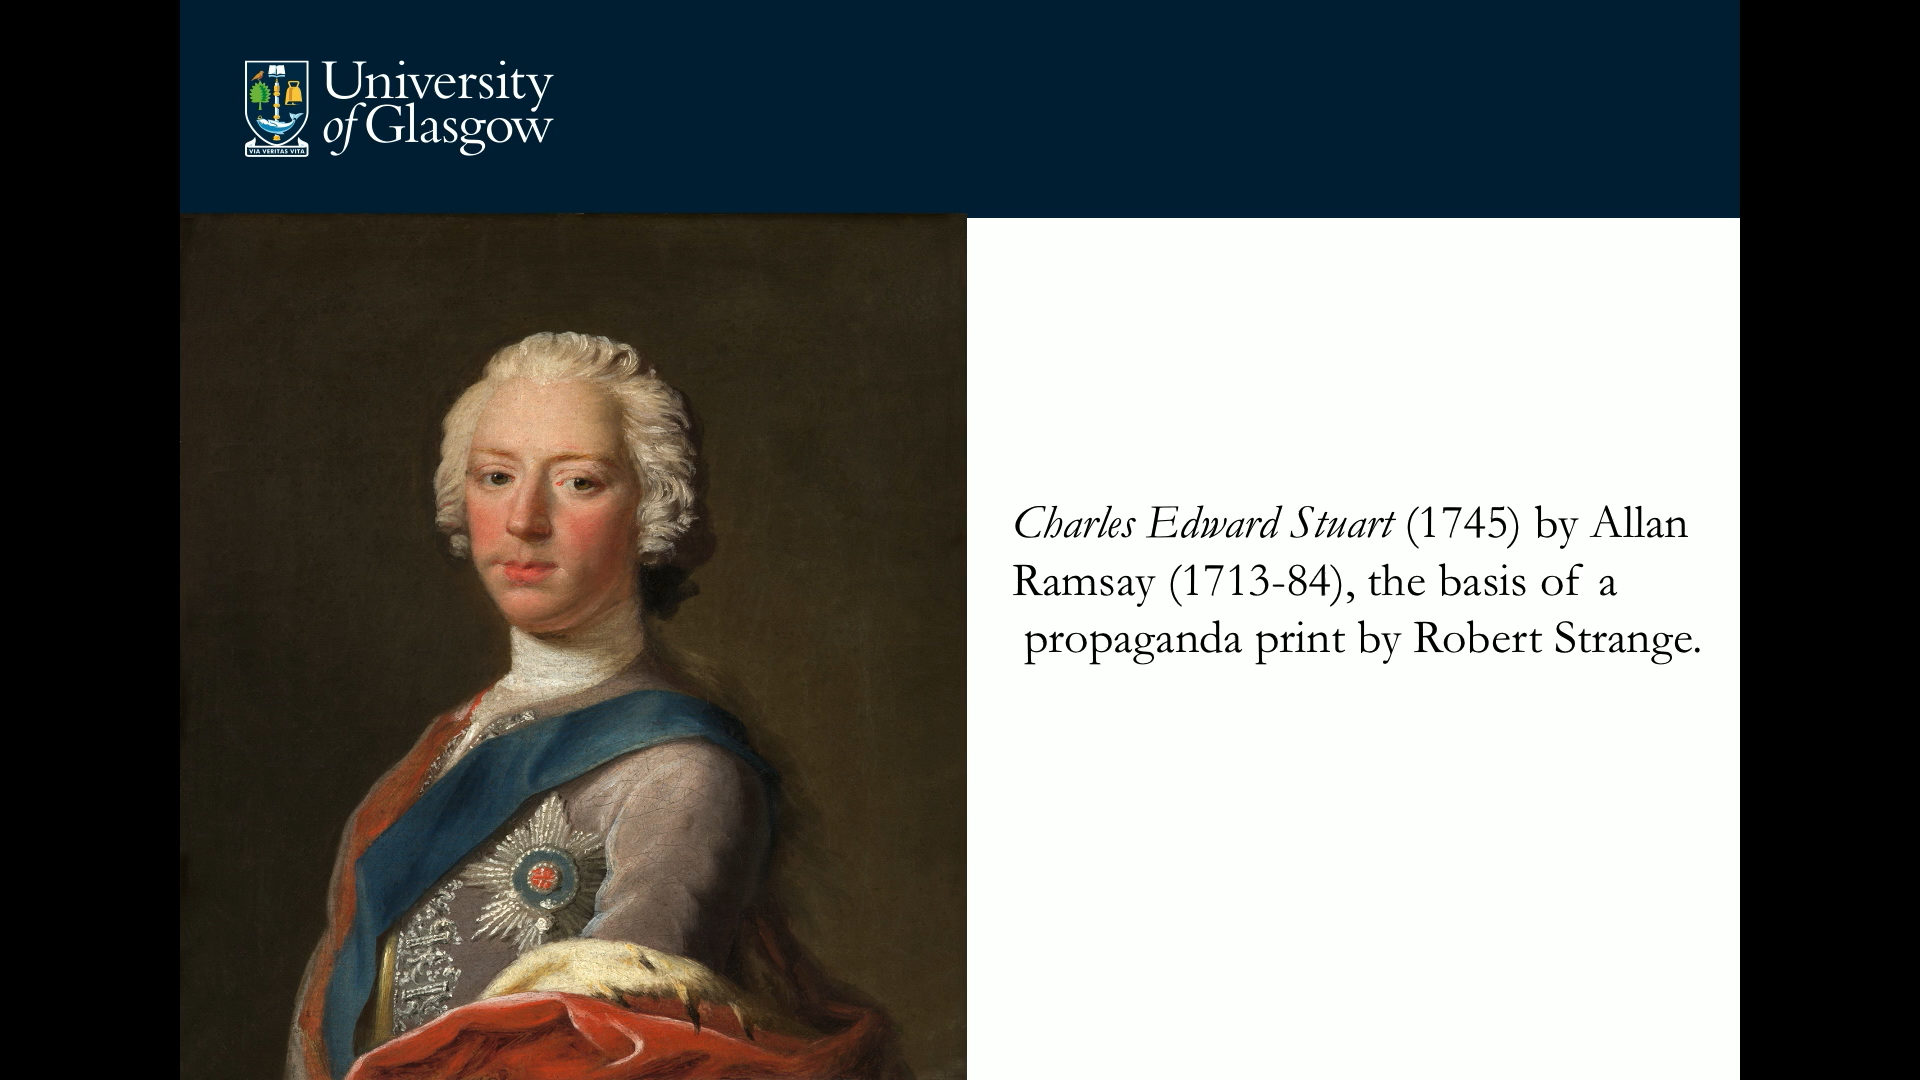 University
of Glasgow
VIA VERITAS VITA
Charles Edward Stuart (1745) by Allan
Ramsay (1713-84), the basis of a
propaganda print by Robert Strange.